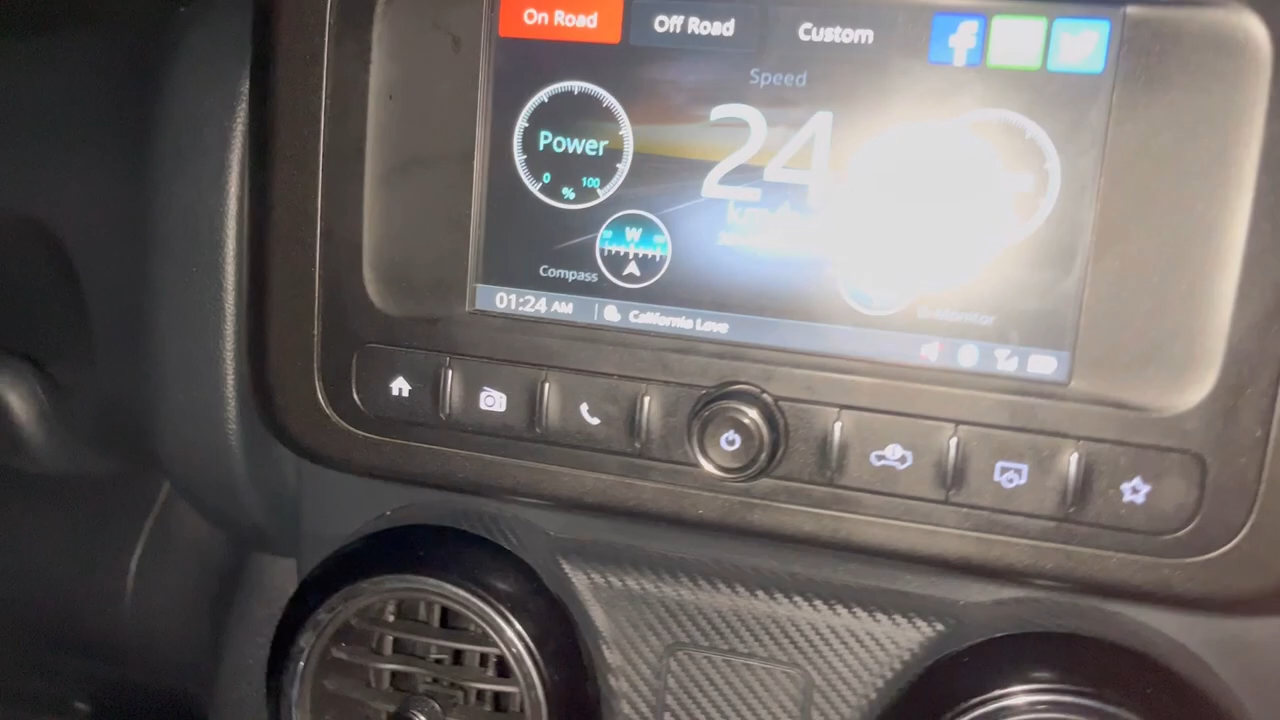 On Road Off Road Custom
Speed
24
Power
0 100
%
W
Compass
01:24 AM California Love